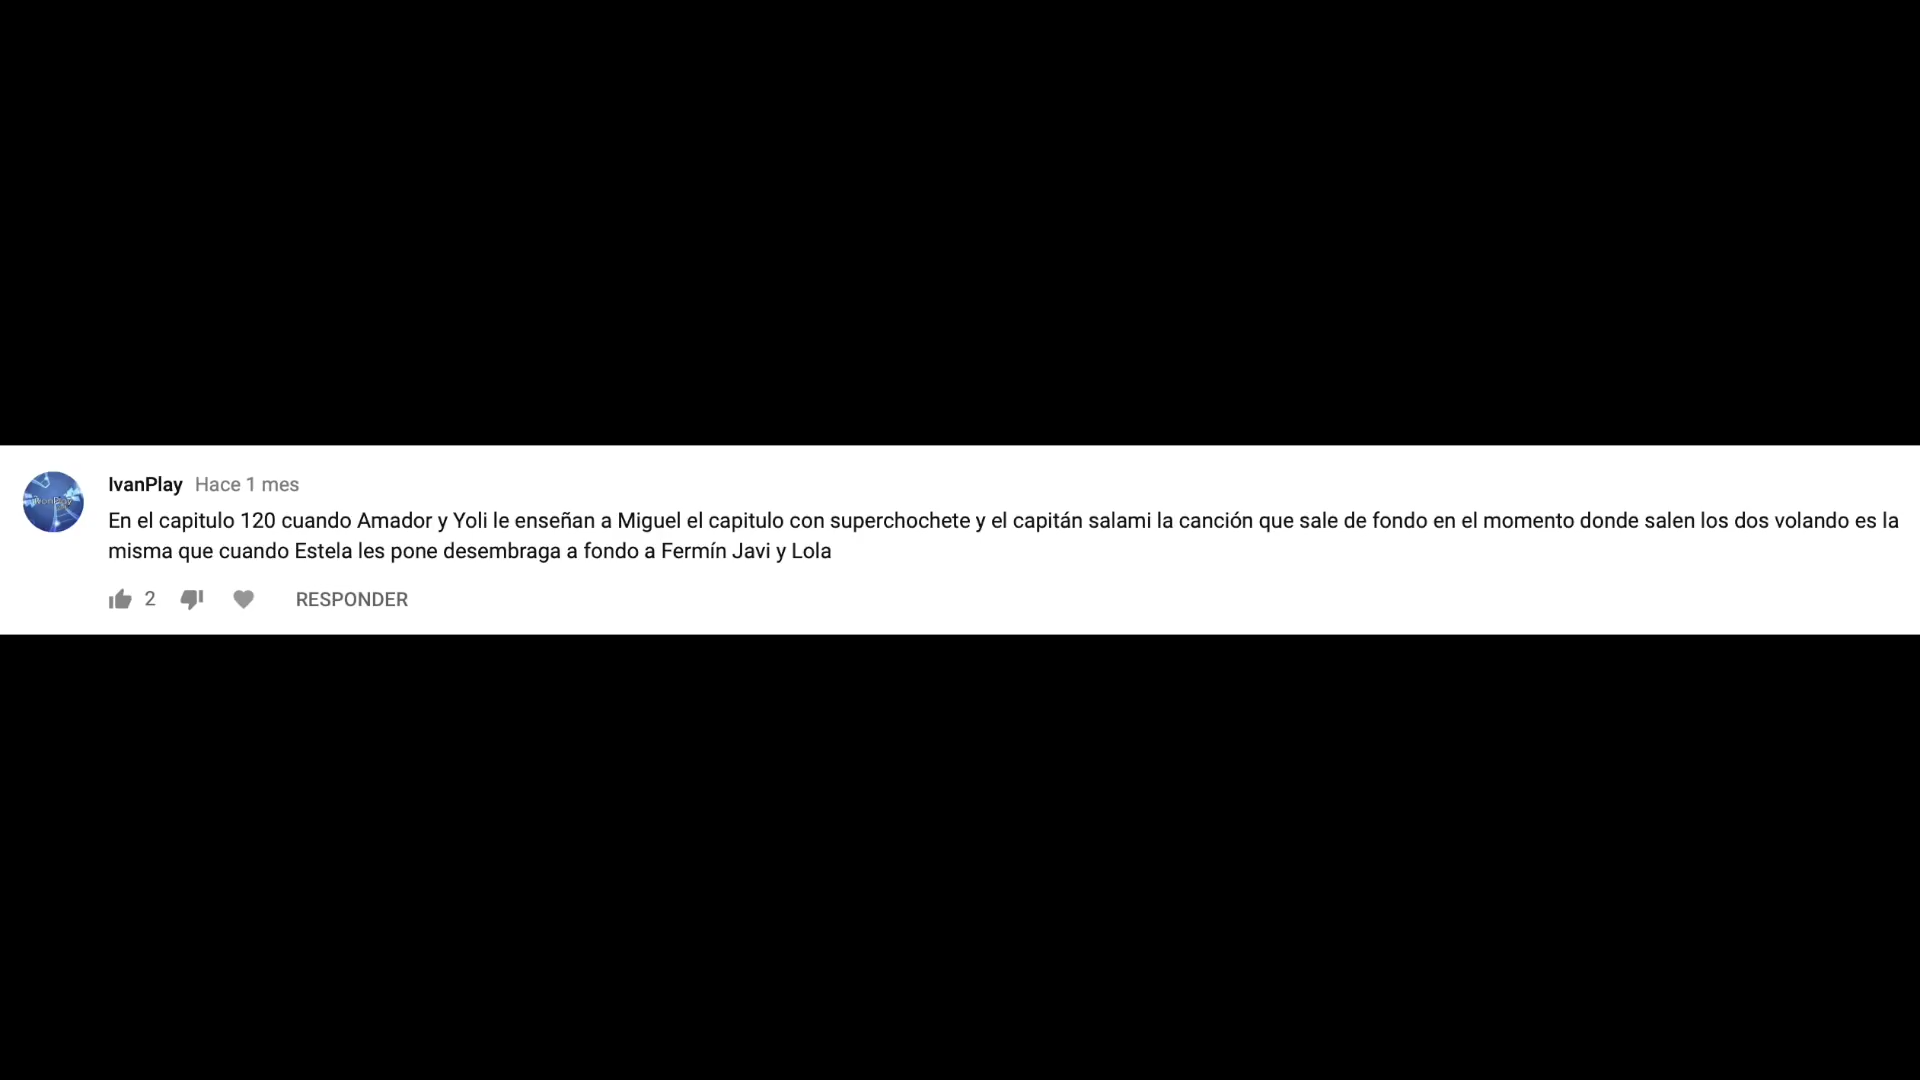 IvanPlay Hace 1 mes
En el capitulo 120 cuando Amador y Yoli le enseñan a Miguel el capitulo con superchochete y el capitán salami la canción que sale de fondo en el momento donde salen los dos volando es la
misma que cuando Estela les pone desembraga a fondo a Fermín Javi y Lola
2 RESPONDER